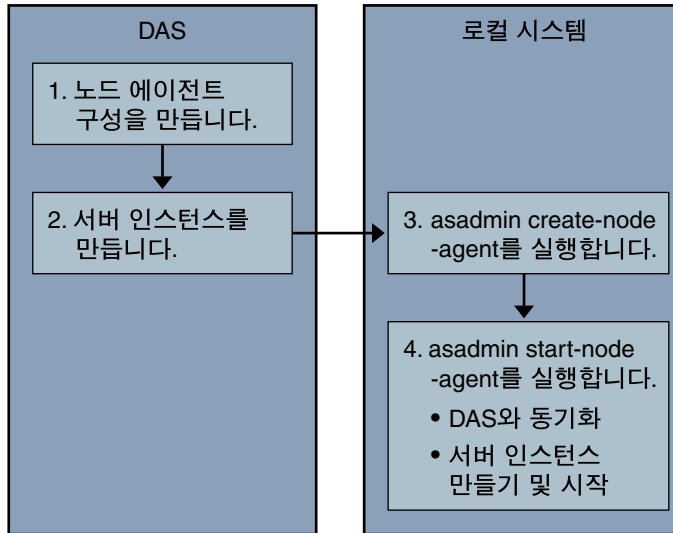 DAS
1. 노드 에이전트
구성을 만듭니다.
2. 서버 인스턴스를
만듭니다.
로컬 시스템
3. asadmin create-node
-agent를 실행합니다.
4. asadmin start-node
-agent를 실행합니다.
• DAS와 동기화
• 서버 인스턴스
만들기 및 시작